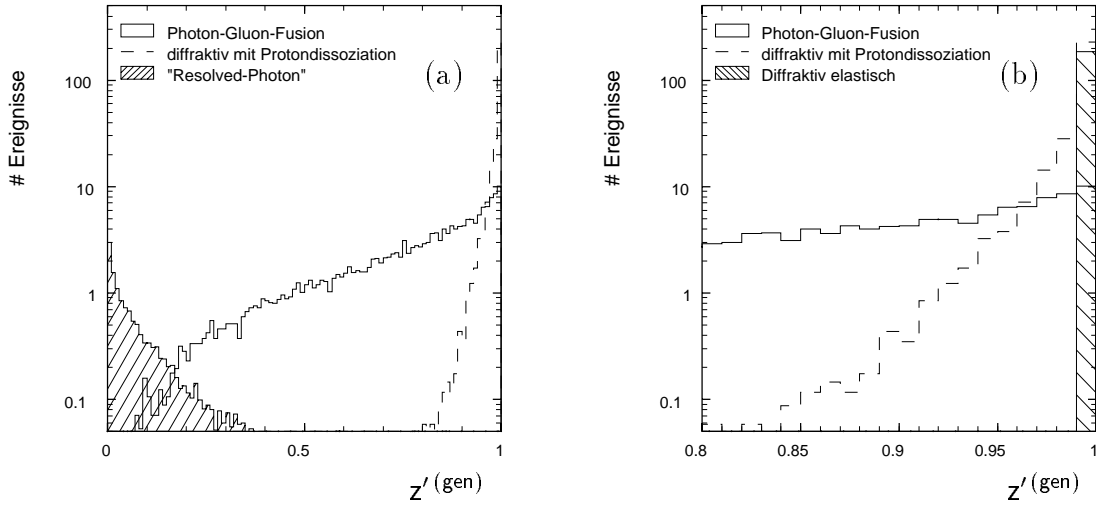 # Ereignisse
Photon-Gluon-Fusion
diffraktiv mit Protondissoziation
"Resolved-Photon"
(a)
100
10
1
0.1
0
0.5
1
z′ (gen)
# Ereignisse
Photon-Gluon-Fusion
diffraktiv mit Protondissoziation
Diffraktiv elastisch
(b)
100
10
1
0.1
0.8
0.85
0.9
0.95
1
z′ (gen)